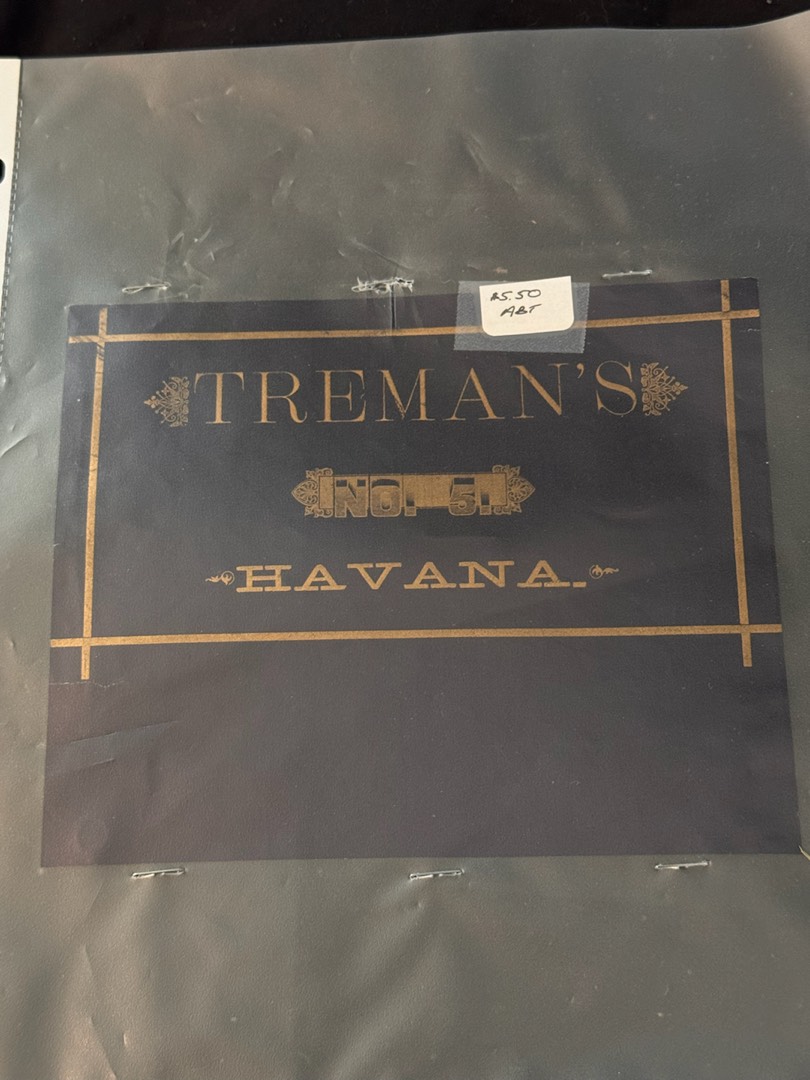 $5.50
ABT
TREMAN'S
NO. 5.
HAVANA.